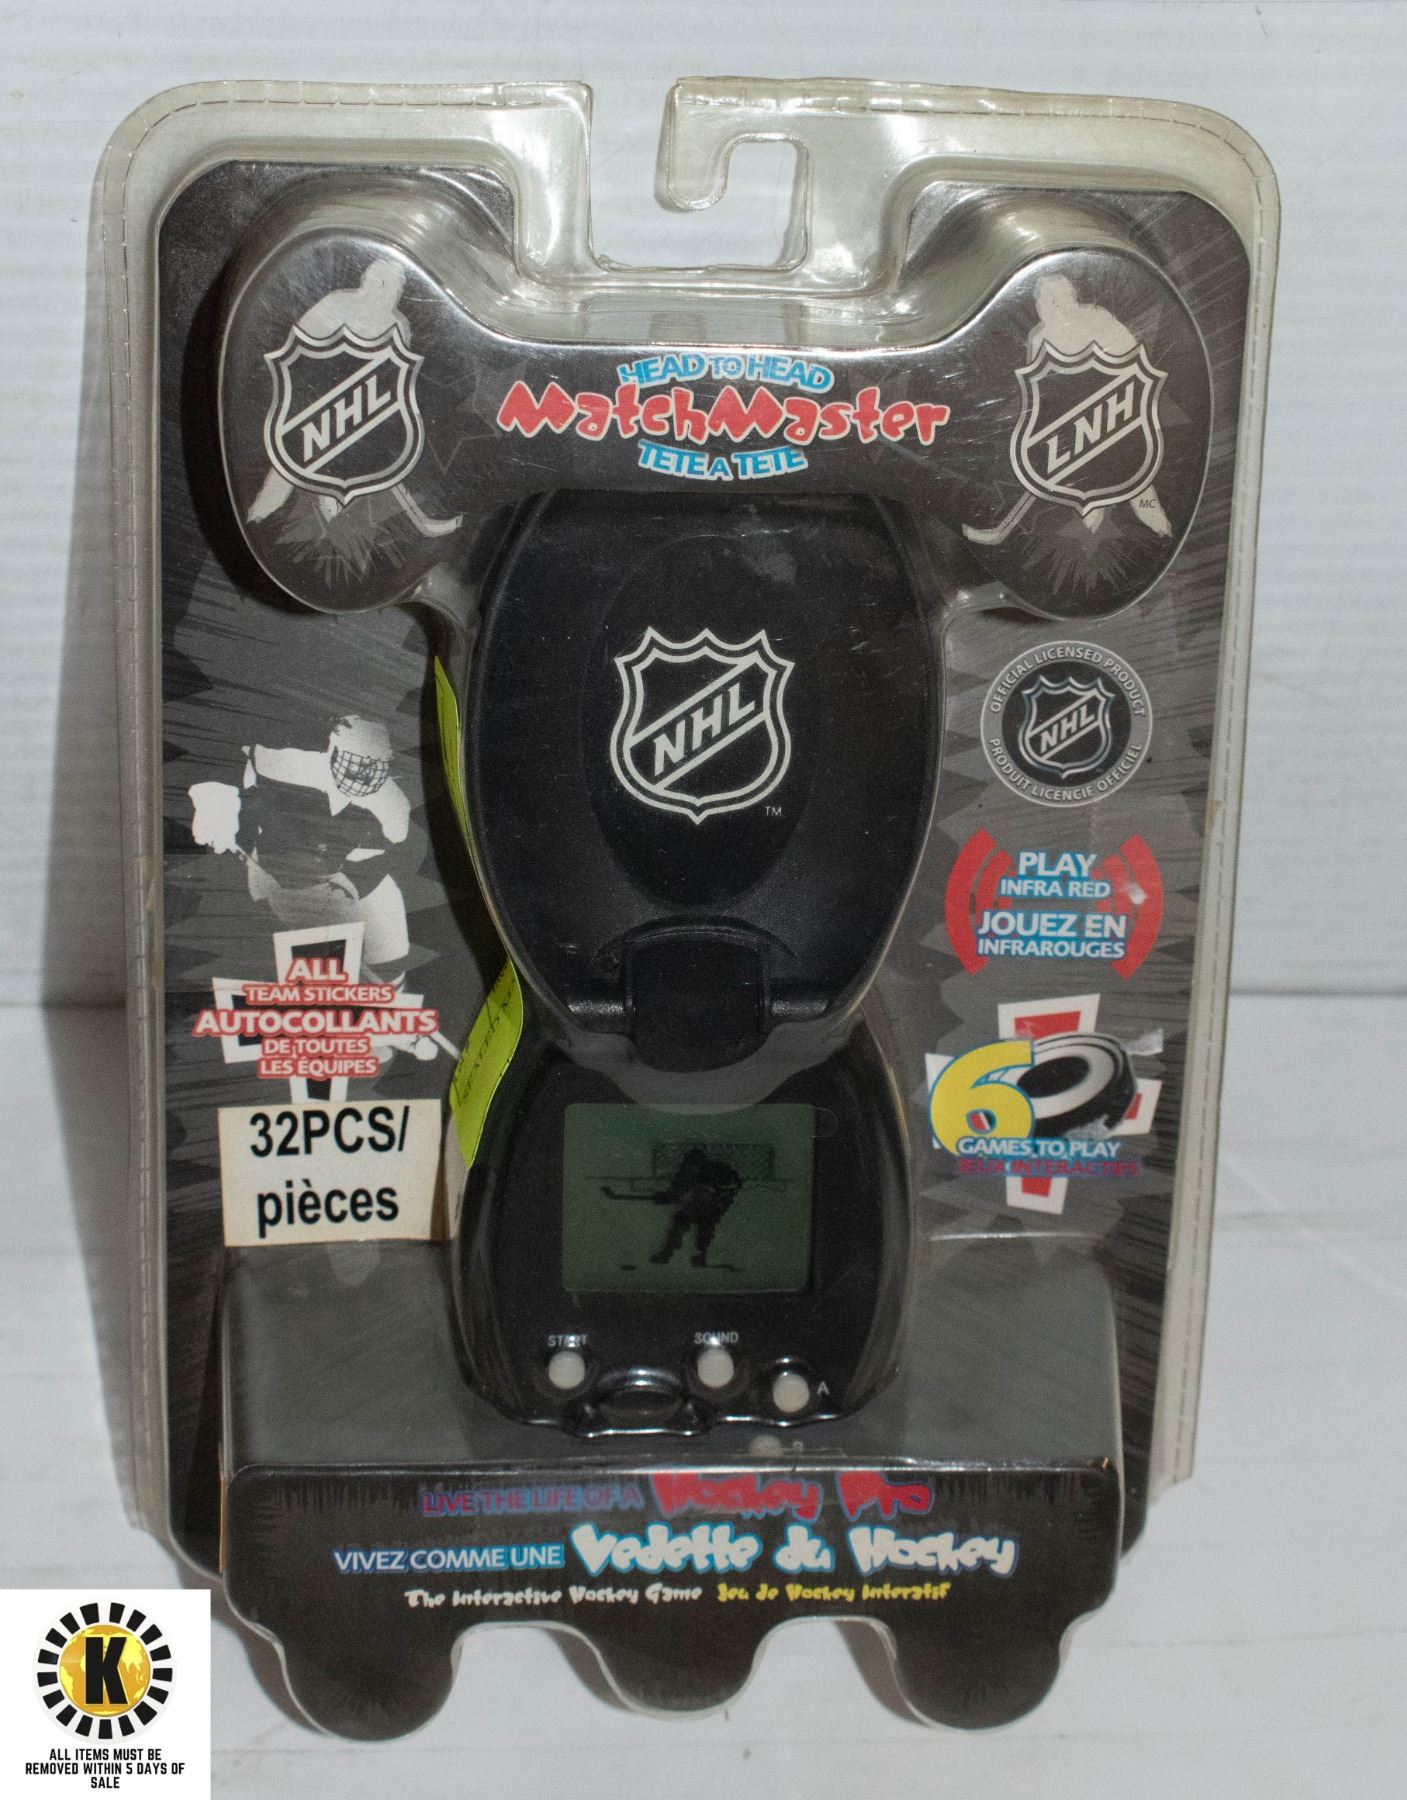 HEAD TO HEAD
MatchMaster
TETE A TETE
NHL
LNH
MC
NHL
TM
OFFICIAL LICENSED PRODUCT
NHL
PRODUIT LICENCIE OFFICIEL
PLAY
INFRA RED
JOUEZ EN
INFRAROUGES
ALL
TEAM STICKERS
AUTOCOLLANTS
DE TOUTES
LES ÉQUIPES
32PCS/
pièces
6
GAMES TO PLAY
JEUX INTERACTIFS
START
SOUND
A
B
LIVE THE LIFE OF A Hockey Pro
VIVEZ COMME UNE Vedette du Hockey
The Interactive Hockey Game Jeu de Hockey Interatif
K
ALL ITEMS MUST BE
REMOVED WITHIN 5 DAYS OF
SALE